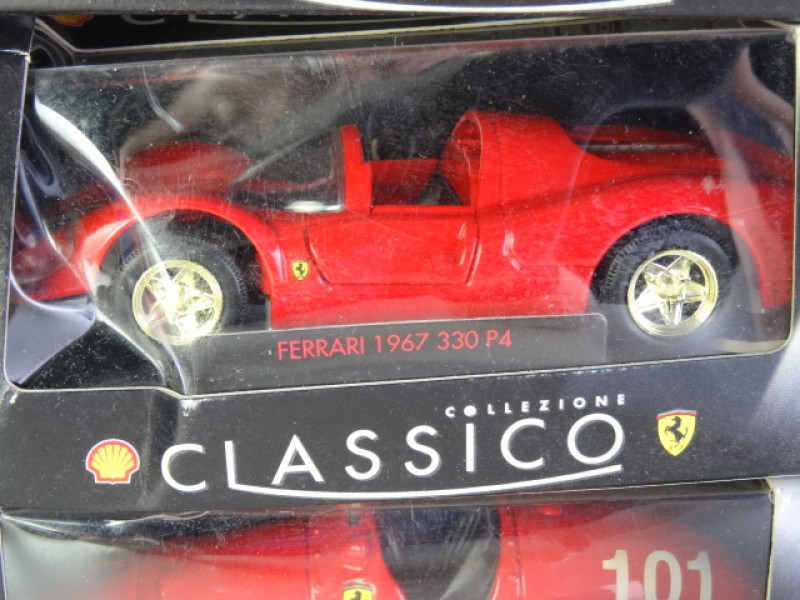 FERRARI 1967 330 P4
COLLEZIONE
CLASSICO
101